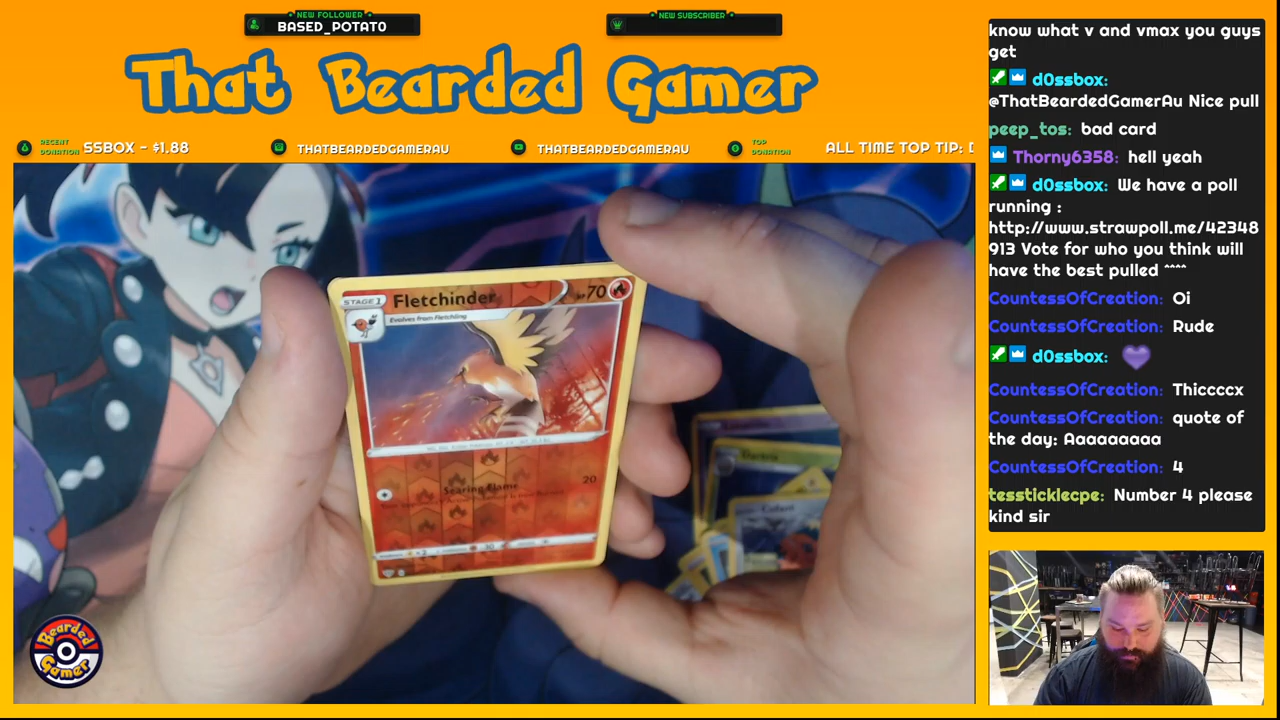 NEW FOLLOWER
BASED_POTATO
NEW SUBSCRIBER
That Bearded Gamer
RECENT DONATION
SSBOX - $1.88
THATBEARDEDGAMERAU
THATBEARDEDGAMERAU
TOP DONATION
ALL TIME TOP TIP: D
STAGE 1
Fletchinder
HP 70
Evolves from Fletchling
Searing Flame
20
Bearded
Gamer
know what v and vmax you guys
get
d0ssbox:
@ThatBeardedGamerAu Nice pull
peep_tos: bad card
Thorny6358: hell yeah
d0ssbox: We have a poll
running :
http://www.strawpoll.me/42348
913 Vote for who you think will
have the best pulled ^^^^
CountessOfCreation: Oi
CountessOfCreation: Rude
d0ssbox:
CountessOfCreation: Thiccccx
CountessOfCreation: quote of
the day: Aaaaaaaaa
CountessOfCreation: 4
tessticklecpe: Number 4 please
kind sir